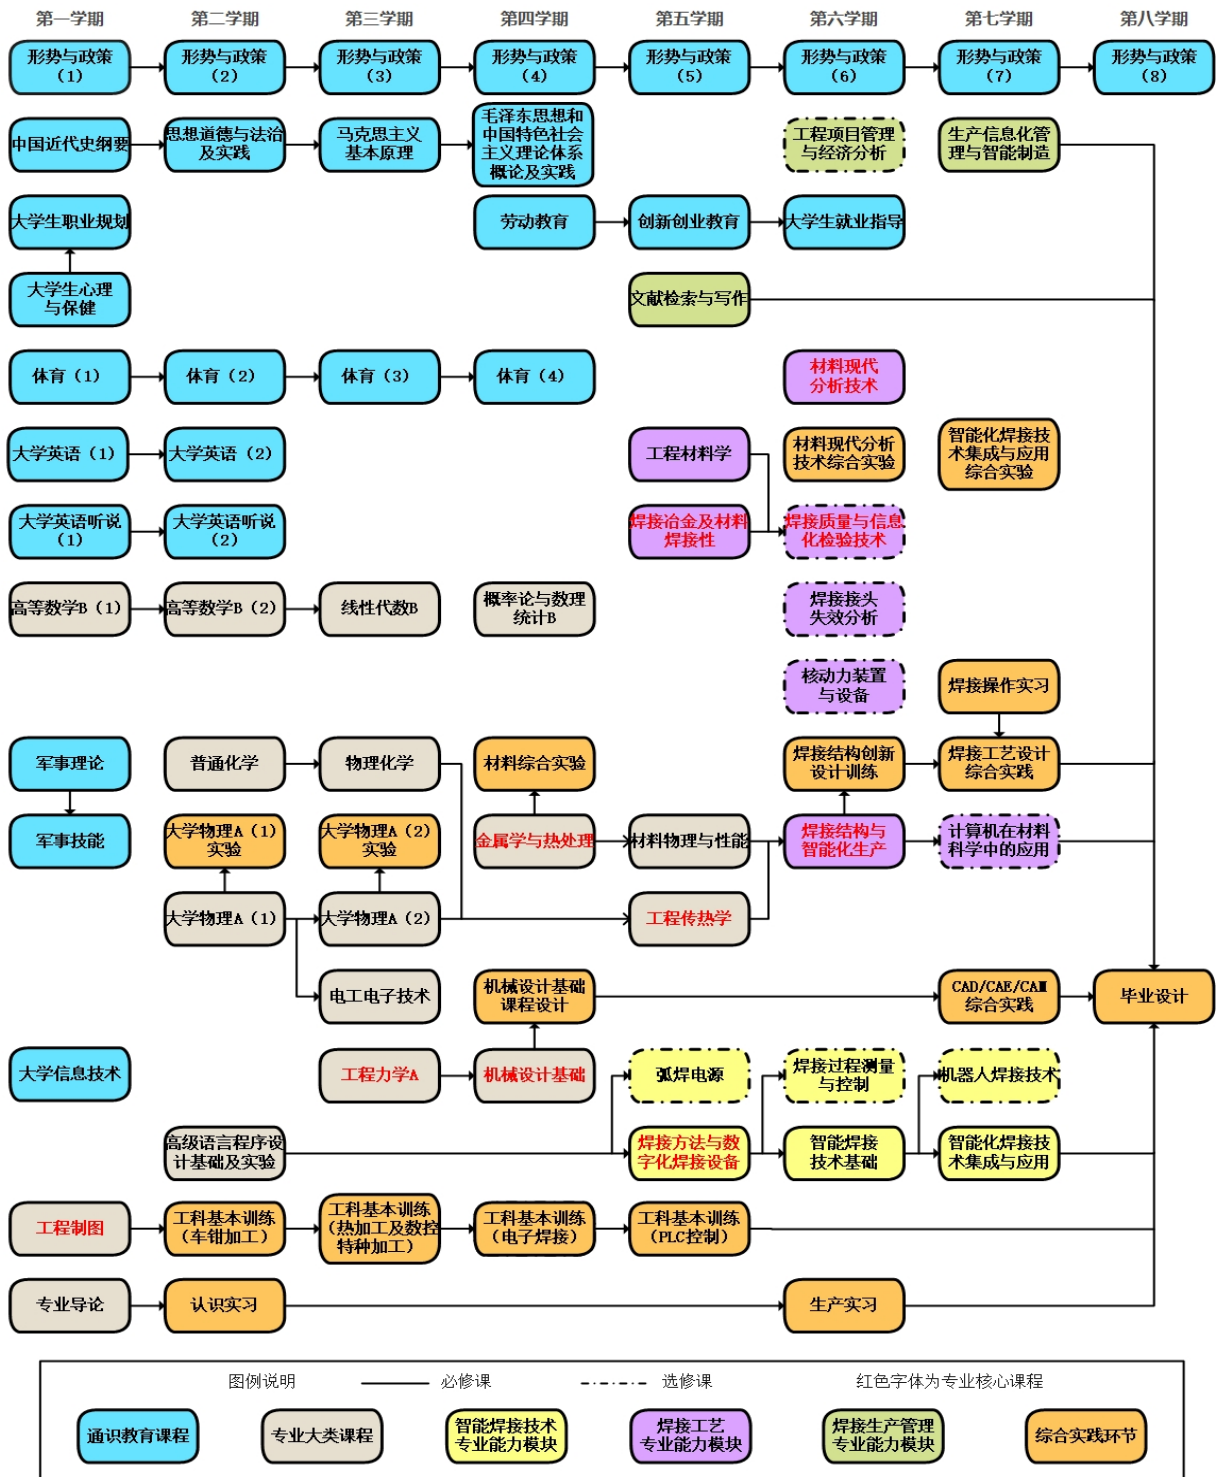 第一学期 第二学期 第三学期 第四学期 第五学期 第六学期 第七学期 第八学期
形势与政策
（1）
形势与政策
（2）
形势与政策
（3）
形势与政策
（4）
形势与政策
（5）
形势与政策
（6）
形势与政策
（7）
形势与政策
（8）
中国近代史纲要
思想道德与法治
及实践
马克思主义
基本原理
毛泽东思想和
中国特色社会
主义理论体系
概论及实践
工程项目管理
与经济分析
生产信息化管
理与智能制造
大学生职业规划
劳动教育
创新创业教育
大学生就业指导
大学生心理
与保健
文献检索与写作
体育（1）
体育（2）
体育（3）
体育（4）
材料现代
分析技术
大学英语（1）
大学英语（2）
工程材料学
材料现代分析
技术综合实验
智能化焊接技
术集成与应用
综合实验
大学英语听说
（1）
大学英语听说
（2）
焊接冶金及材料
焊接性
焊接质量与信息
化检验技术
高等数学B（1）
高等数学B（2）
线性代数B
概率论与数理
统计B
焊接接头
失效分析
核动力装置
与设备
焊接操作实习
军事理论
普通化学
物理化学
材料综合实验
焊接结构创新
设计训练
焊接工艺设计
综合实践
军事技能
大学物理A（1）
实验
大学物理A（2）
实验
金属学与热处理
材料物理与性能
焊接结构与
智能化生产
计算机在材料
科学中的应用
大学物理A（1）
大学物理A（2）
工程传热学
电工电子技术
机械设计基础
课程设计
CAD/CAE/CAM
综合实践
毕业设计
大学信息技术
工程力学A
机械设计基础
弧焊电源
焊接过程测量
与控制
机器人焊接技术
高级语言程序设
计基础及实验
焊接方法与数
字化焊接设备
智能焊接
技术基础
智能化焊接技
术集成与应用
工程制图
工科基本训练
（车钳加工）
工科基本训练
（热加工及数控
特种加工）
工科基本训练
（电子焊接）
工科基本训练
（PLC控制）
专业导论
认识实习
生产实习
图例说明 必修课 选修课 红色字体为专业核心课程
通识教育课程
专业大类课程
智能焊接技术
专业能力模块
焊接工艺
专业能力模块
焊接生产管理
专业能力模块
综合实践环节